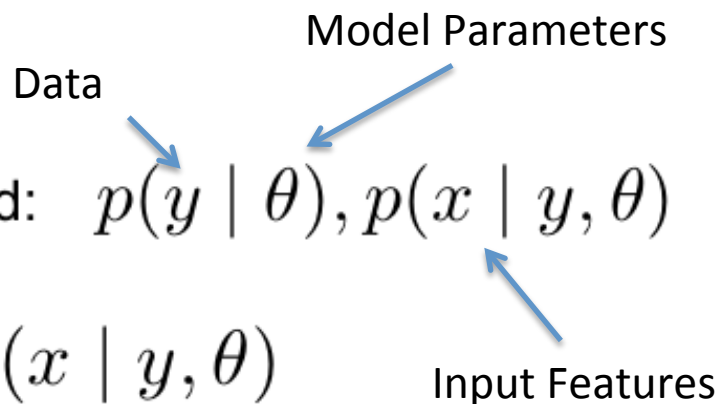 Model Parameters
Data
d: p(y | θ), p(x | y, θ)
(x | y, θ)
Input Features